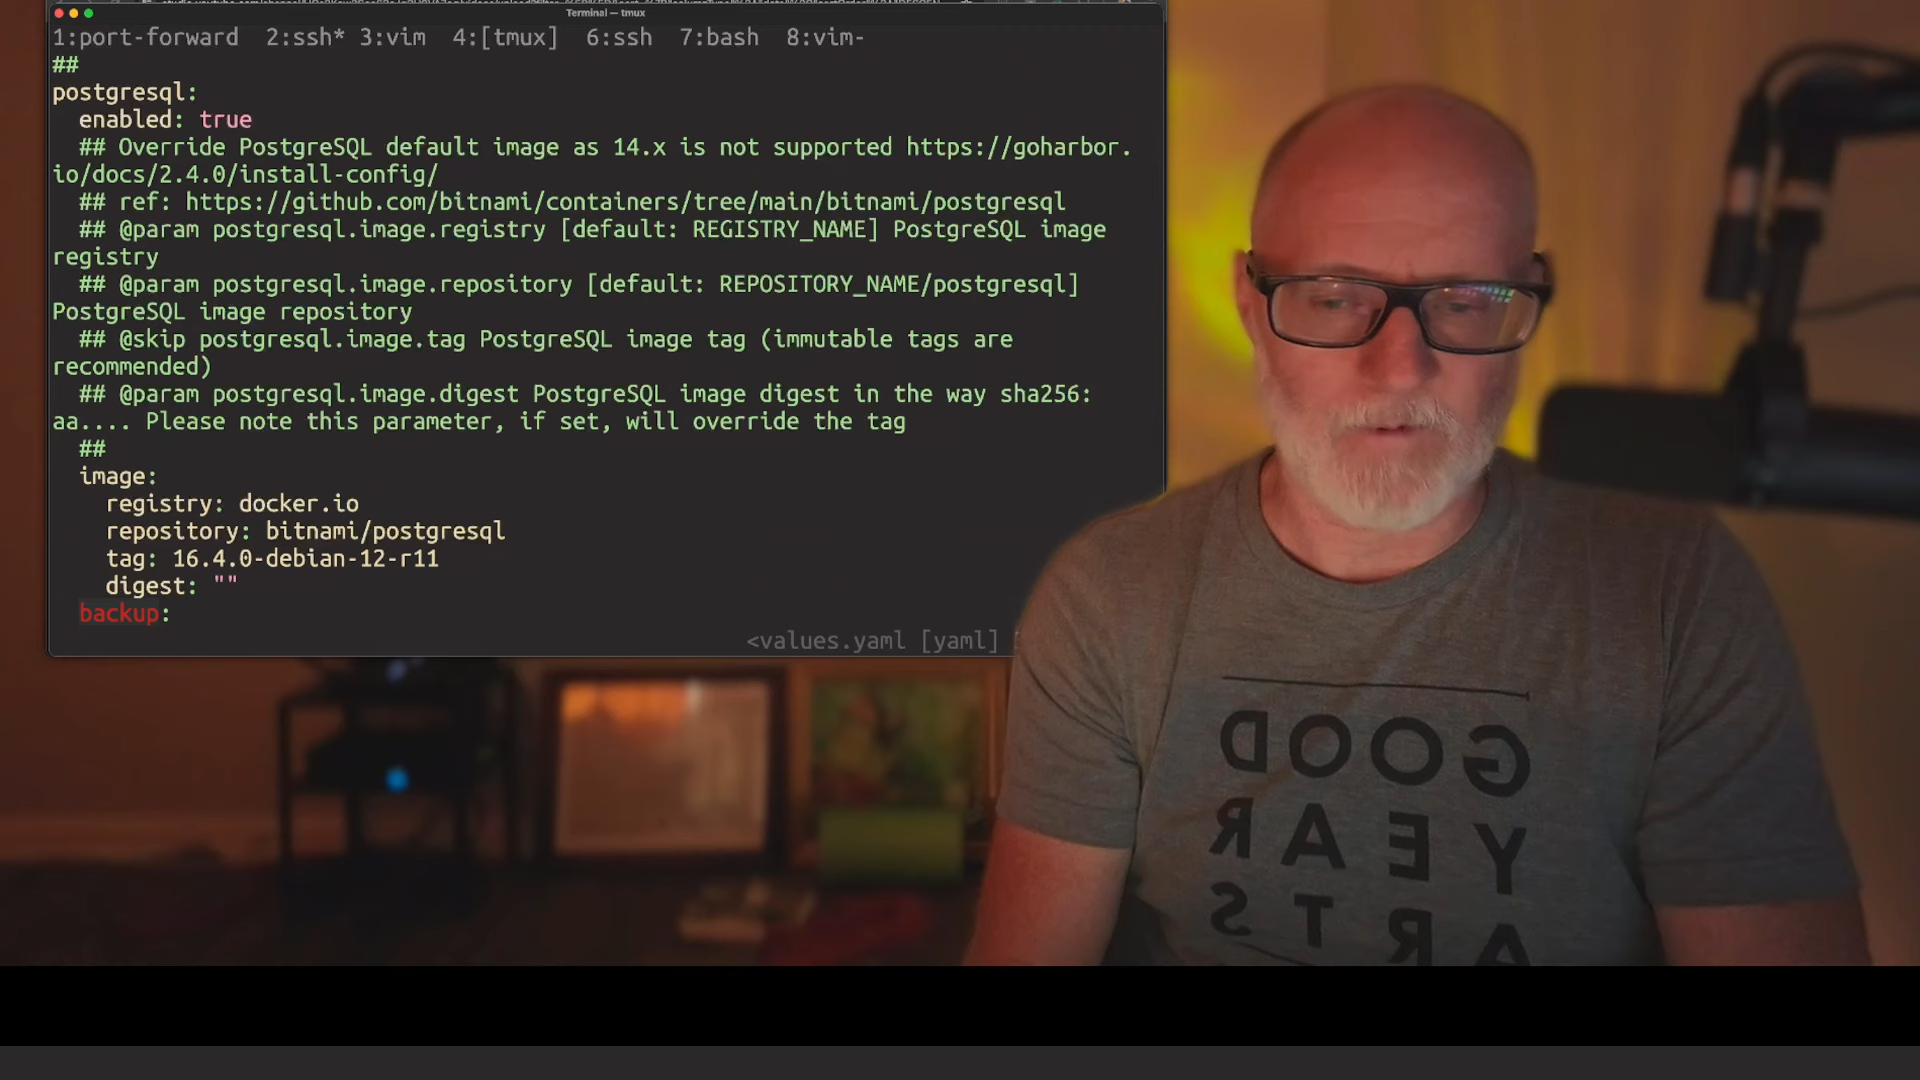 Terminal — tmux
1:port-forward 2:ssh* 3:vim 4:[tmux] 6:ssh 7:bash 8:vim-
##
postgresql:
enabled: true
## Override PostgreSQL default image as 14.x is not supported https://goharbor.
io/docs/2.4.0/install-config/
## ref: https://github.com/bitnami/containers/tree/main/bitnami/postgresql
## @param postgresql.image.registry [default: REGISTRY_NAME] PostgreSQL image
registry
## @param postgresql.image.repository [default: REPOSITORY_NAME/postgresql]
PostgreSQL image repository
## @skip postgresql.image.tag PostgreSQL image tag (immutable tags are
recommended)
## @param postgresql.image.digest PostgreSQL image digest in the way sha256:
aa.... Please note this parameter, if set, will override the tag
##
image:
registry: docker.io
repository: bitnami/postgresql
tag: 16.4.0-debian-12-r11
digest: ""
backup:
<values.yaml [yaml]
GOOD
YEAR
ARTS